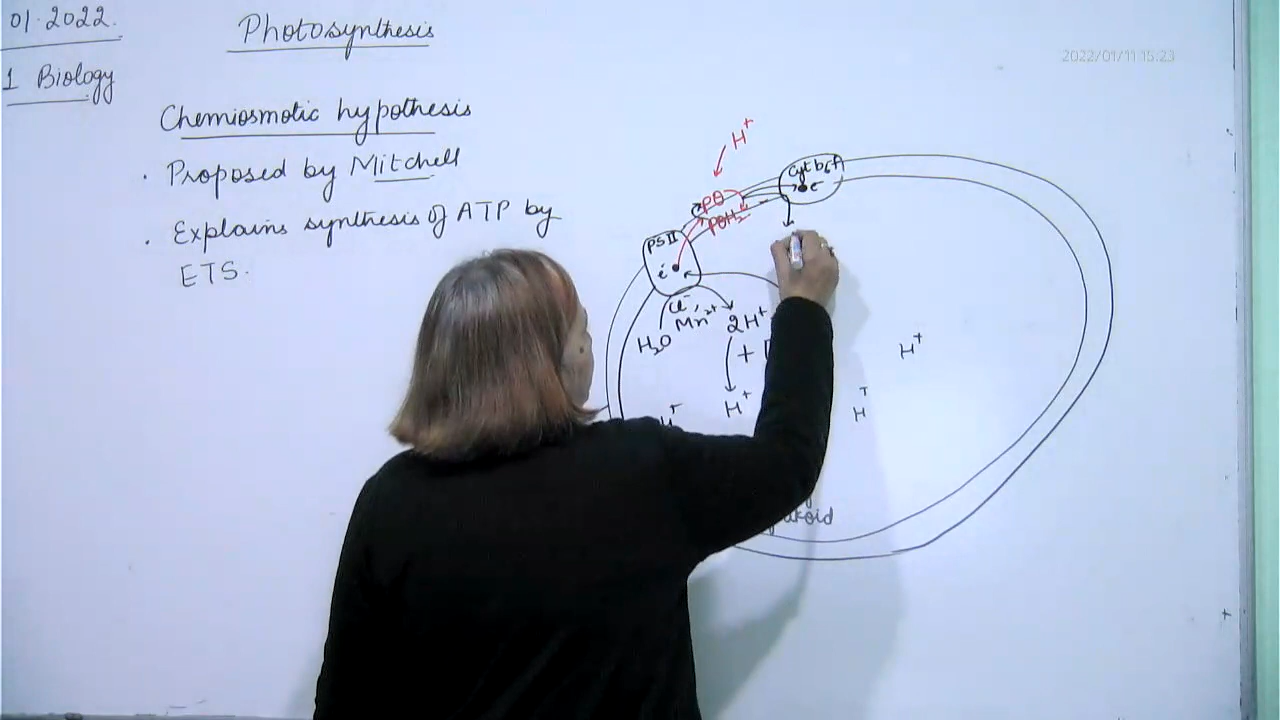 01.2022.
Photosynthesis
2022/01/11 15:23
1 Biology
Chemiosmotic hypothesis
. Proposed by Mitchell
. Explains synthesis of ATP by
ETS.
H+
Cyt b6f
e-
PQ
PQH2
PS II
e-
Cl-,
Mn2+
H2O
2H+
+
H+
H+
H+
H+